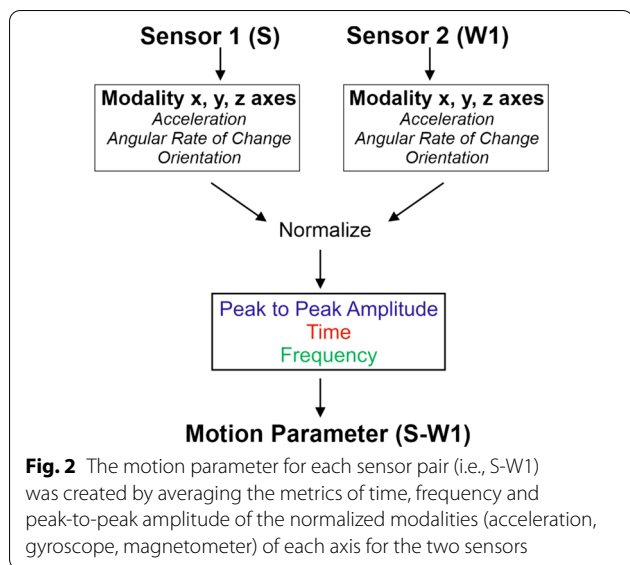 Sensor 1 (S) Sensor 2 (W1)
Modality x, y, z axes
Acceleration
Angular Rate of Change
Orientation
Modality x, y, z axes
Acceleration
Angular Rate of Change
Orientation
Normalize
Peak to Peak Amplitude
Time
Frequency
Motion Parameter (S-W1)
Fig. 2 The motion parameter for each sensor pair (i.e., S-W1)
was created by averaging the metrics of time, frequency and
peak-to-peak amplitude of the normalized modalities (acceleration,
gyroscope, magnetometer) of each axis for the two sensors